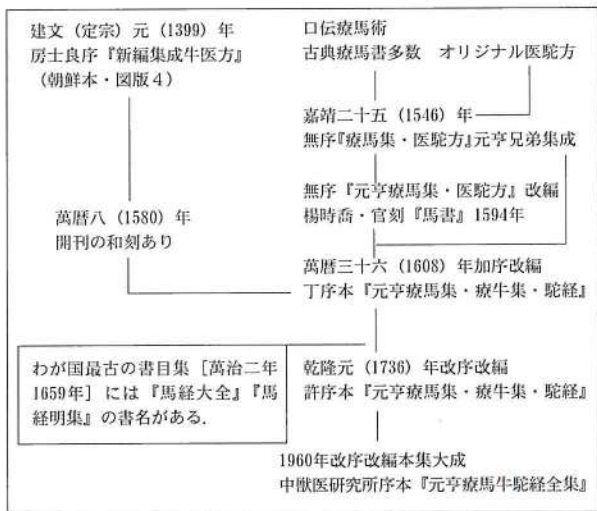 建文（定宗）元（1399）年
房士良序『新編集成牛医方』
（朝鮮本・図版4）
萬暦八（1580）年
開刊の和刻あり
口伝療馬術
古典療馬書多数　オリジナル医駝方
嘉靖二十五（1546）年
無序『療馬集・医駝方』元亨兄弟集成
無序『元亨療馬集・医駝方』改編
楊時喬・官刻『馬書』1594年
萬暦三十六（1608）年加序改編
丁序本『元亨療馬集・療牛集・駝経』
わが国最古の書目集［萬治二年
1659年］には『馬経大全』『馬
経明集』の書名がある．
乾隆元（1736）年改序改編
許序本『元亨療馬集・療牛集・駝経』
1960年改序改編本集大成
中獣医研究所序本『元亨療馬牛駝経全集』